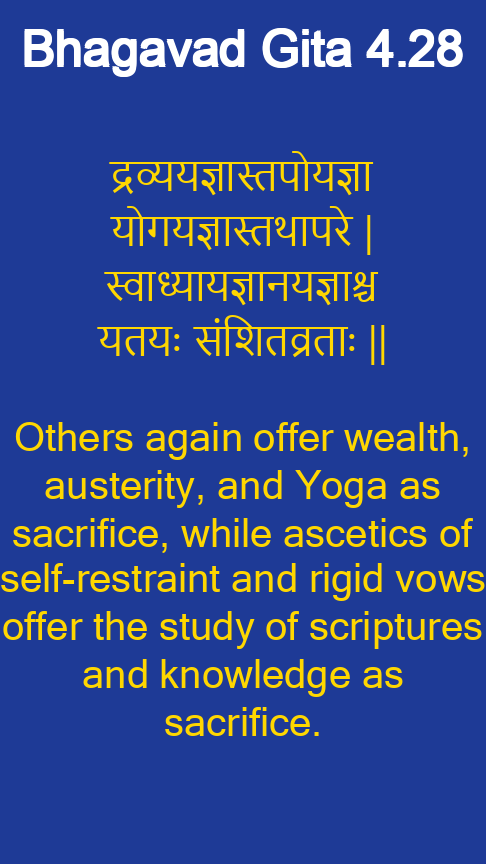 Bhagavad Gita 4.28
द्रव्ययज्ञास्तपोयज्ञा
योगयज्ञास्तथापरे |
स्वाध्यायज्ञानयज्ञाश्च
यतयः संशितव्रताः ||
Others again offer wealth,
austerity, and Yoga as
sacrifice, while ascetics of
self-restraint and rigid vows
offer the study of scriptures
and knowledge as
sacrifice.